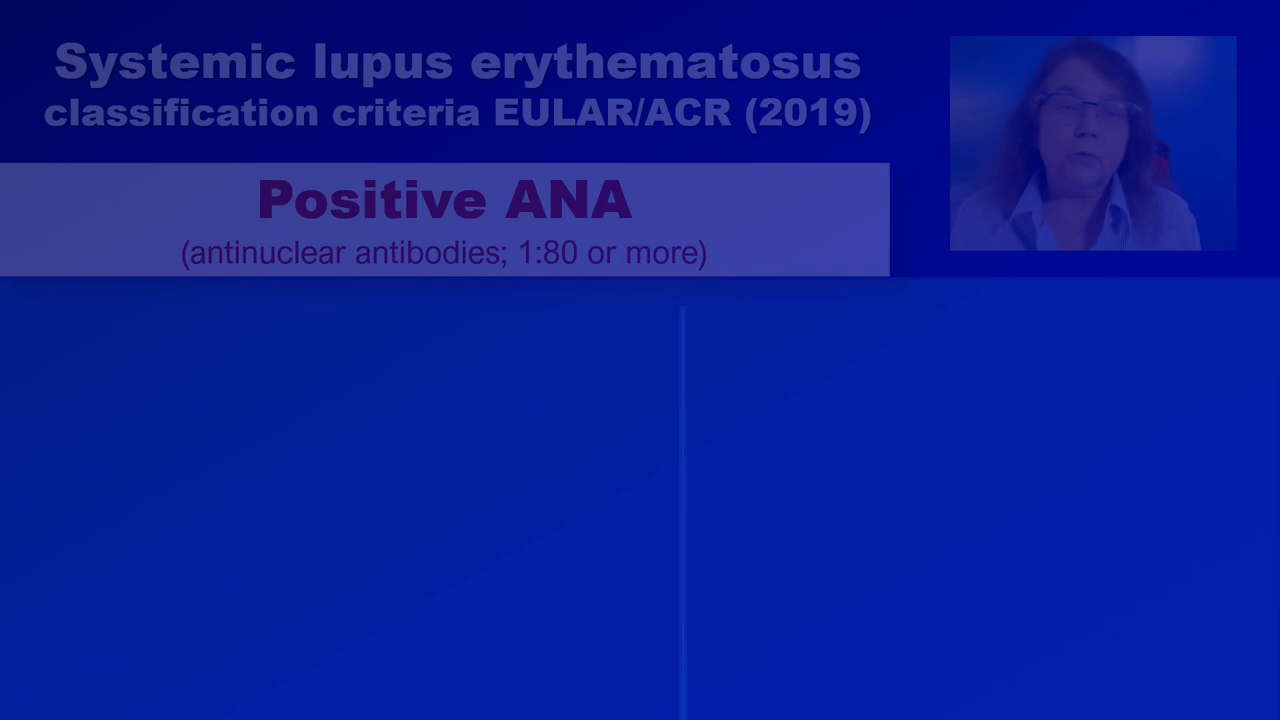 Systemic lupus erythematosus
classification criteria EULAR/ACR (2019)
Positive ANA
(antinuclear antibodies; 1:80 or more)